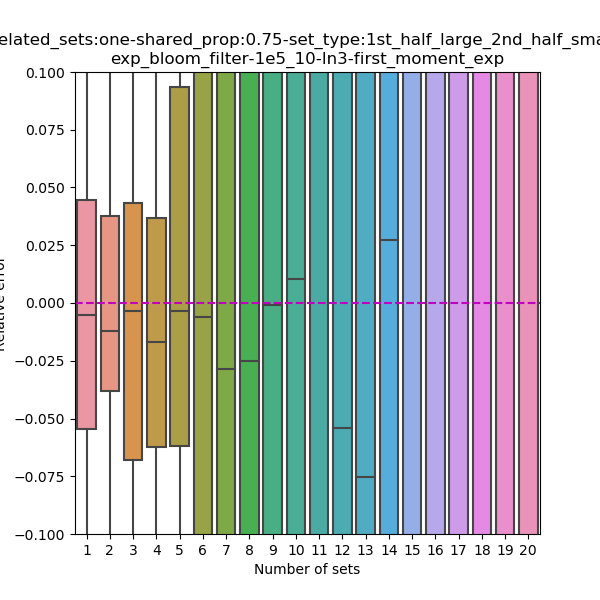 elated_sets:one-shared_prop:0.75-set_type:1st_half_large_2nd_half_sma
exp_bloom_filter-1e5_10-ln3-first_moment_exp
0.100
0.075
0.050
0.025
0.000
−0.025
−0.050
−0.075
−0.100
Relative error
1 2 3 4 5 6 7 8 9 10 11 12 13 14 15 16 17 18 19 20
Number of sets